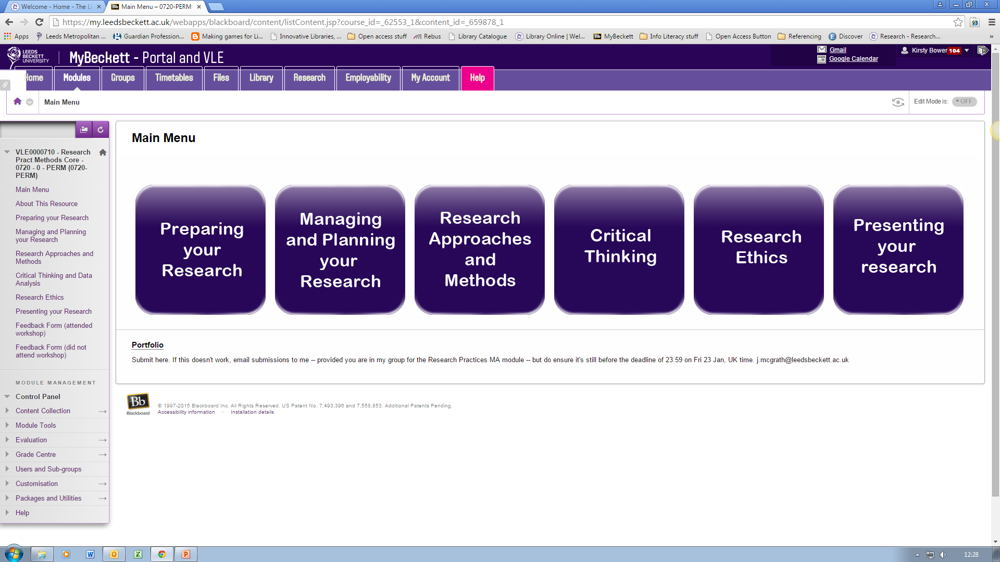 Welcome - Home - The Li
Main Menu – 0720-PERM
https://my.leedsbeckett.ac.uk/webapps/blackboard/content/listContent.jsp?course_id=_62553_1&content_id=_659878_1
Apps
Leeds Metropolitan ...
Guardian Profession...
Making games for Li...
Innovative Libraries, ...
Open access stuff
Rebus
Library Catalogue
Library Online | Wel...
MyBeckett
Info Literacy stuff
Open Access Button
Referencing
Discover
Research - Research...
»
LEEDS
BECKETT
UNIVERSITY
MyBeckett - Portal and VLE
Gmail
Google Calendar
Kirsty Bower 104
Home
Modules
Groups
Timetables
Files
Library
Research
Employability
My Account
Help
Main Menu
Edit Mode is:
OFF
VLE0000710 - Research
Pract Methods Core -
0720 - 0 - PERM (0720-
PERM)
Main Menu
About This Resource
Preparing your Research
Managing and Planning
your Research
Research Approaches and
Methods
Critical Thinking and Data
Analysis
Research Ethics
Presenting your Research
Feedback Form (attended
workshop)
Feedback Form (did not
attend workshop)
MODULE MANAGEMENT
Control Panel
Content Collection
Module Tools
Evaluation
Grade Centre
Users and Sub-groups
Customisation
Packages and Utilities
Help
Main Menu
Preparing
your
Research
Managing
and Planning
your
Research
Research
Approaches
and
Methods
Critical
Thinking
Research
Ethics
Presenting
your
research
Portfolio
Submit here. If this doesn't work, email submissions to me -- provided you are in my group for the Research Practices MA module -- but do ensure it's still before the deadline of 23:59 on Fri 23 Jan, UK time. j.mcgrath@leedsbeckett.ac.uk
Bb
Blackboard
© 1997-2015 Blackboard Inc. All Rights Reserved. US Patent No. 7,493,396 and 7,558,853. Additional Patents Pending.
Accessibility information - Installation details
12:28